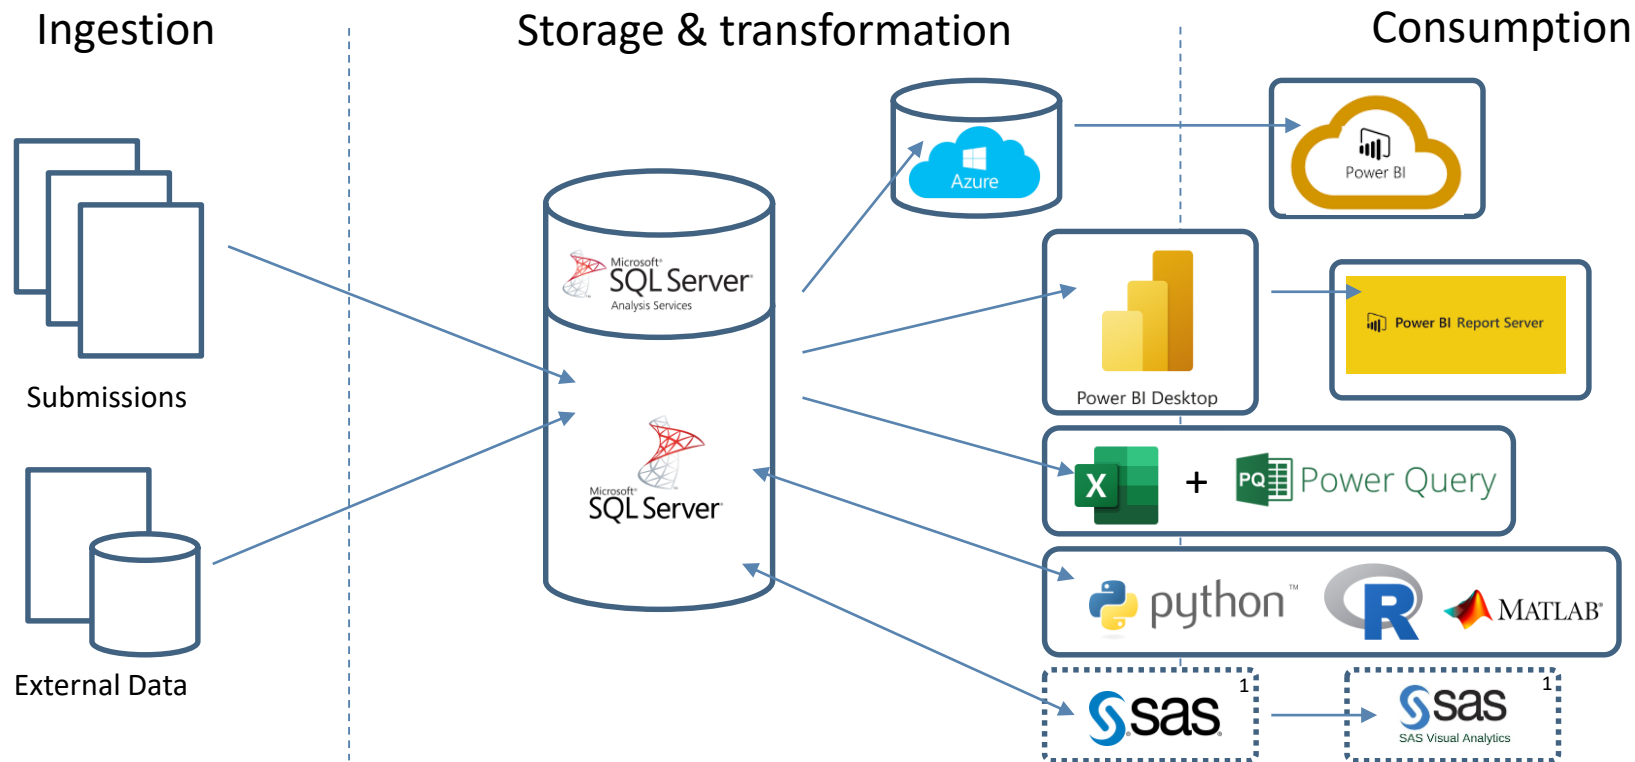 Ingestion
Storage & transformation
Consumption
Submissions
External Data
Microsoft®
SQL Server®
Analysis Services
Microsoft®
SQL Server®
Azure
Power BI
Power BI Desktop
Power BI Report Server
X
+
PQ
Power Query
python™
R
MATLAB®
sas
1
sas
1
SAS Visual Analytics